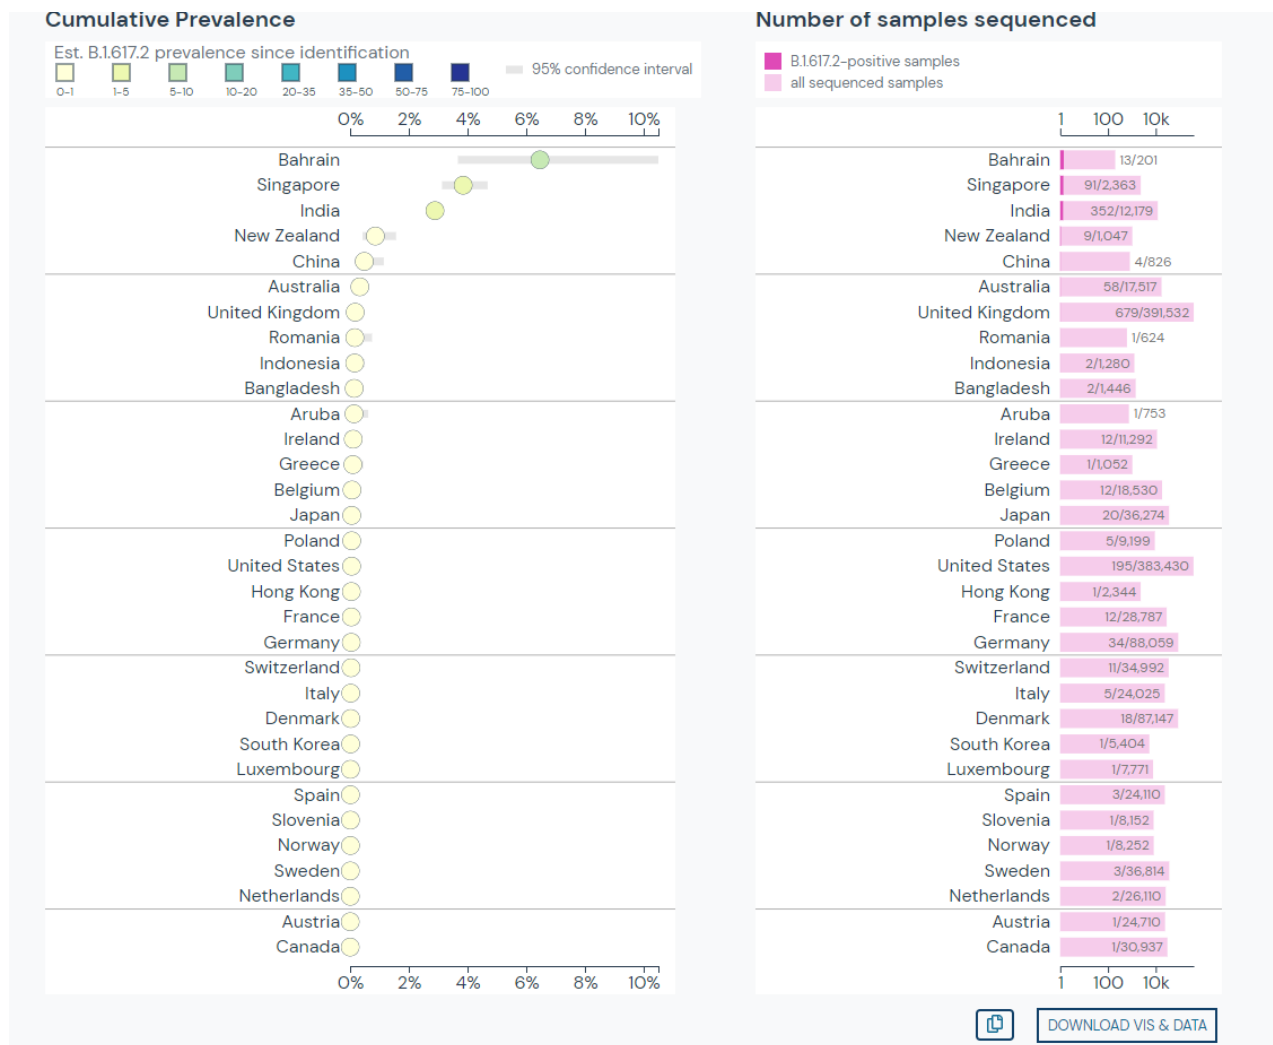 Cumulative Prevalence
Est. B.1.617.2 prevalence since identification
0-1 1-5 5-10 10-20 20-35 35-50 50-75 75-100
95% confidence interval
0% 2% 4% 6% 8% 10%
Bahrain
Singapore
India
New Zealand
China
Australia
United Kingdom
Romania
Indonesia
Bangladesh
Aruba
Ireland
Greece
Belgium
Japan
Poland
United States
Hong Kong
France
Germany
Switzerland
Italy
Denmark
South Korea
Luxembourg
Spain
Slovenia
Norway
Sweden
Netherlands
Austria
Canada
0% 2% 4% 6% 8% 10%
Number of samples sequenced
B.1.617.2-positive samples
all sequenced samples
1 100 10k
Bahrain 13/201
Singapore 91/2,363
India 352/12,179
New Zealand 9/1,047
China 4/826
Australia 58/17,517
United Kingdom 679/391,532
Romania 1/624
Indonesia 2/1,280
Bangladesh 2/1,446
Aruba 1/753
Ireland 12/11,292
Greece 1/1,052
Belgium 12/18,530
Japan 20/36,274
Poland 5/9,199
United States 195/383,430
Hong Kong 1/2,344
France 12/28,787
Germany 34/88,059
Switzerland 11/34,992
Italy 5/24,025
Denmark 18/87,147
South Korea 1/5,404
Luxembourg 1/7,771
Spain 3/24,110
Slovenia 1/8,152
Norway 1/8,252
Sweden 3/36,814
Netherlands 2/26,110
Austria 1/24,710
Canada 1/30,937
1 100 10k
DOWNLOAD VIS & DATA